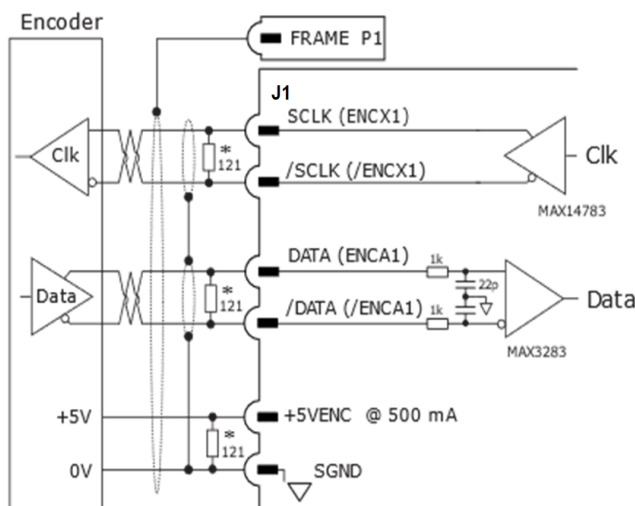 Encoder
FRAME P1
J1
SCLK (ENCX1)
Clk
*
121
Clk
/SCLK (/ENCX1)
MAX14783
DATA (ENCA1)
1k
22p
Data
*
121
Data
/DATA (/ENCA1)
1k
MAX3283
+5V
+5VENC @ 500 mA
*
121
0V
SGND